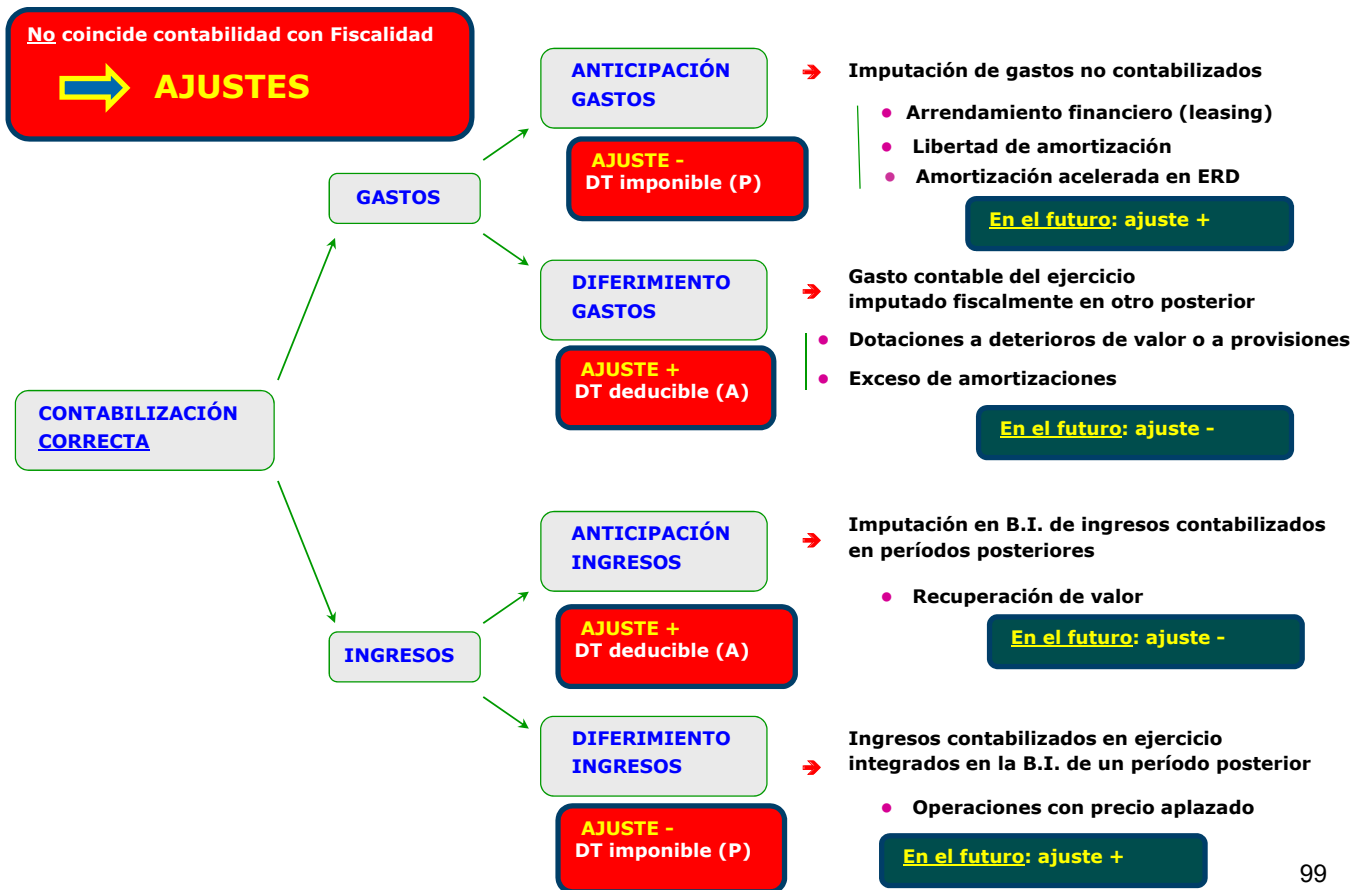 No coincide contabilidad con Fiscalidad
AJUSTES
CONTABILIZACIÓN
CORRECTA
GASTOS
ANTICIPACIÓN
GASTOS
AJUSTE -
DT imponible (P)
Imputación de gastos no contabilizados
Arrendamiento financiero (leasing)
Libertad de amortización
Amortización acelerada en ERD
En el futuro: ajuste +
DIFERIMIENTO
GASTOS
AJUSTE +
DT deducible (A)
Gasto contable del ejercicio
imputado fiscalmente en otro posterior
Dotaciones a deterioros de valor o a provisiones
Exceso de amortizaciones
En el futuro: ajuste -
INGRESOS
ANTICIPACIÓN
INGRESOS
AJUSTE +
DT deducible (A)
Imputación en B.I. de ingresos contabilizados
en períodos posteriores
Recuperación de valor
En el futuro: ajuste -
DIFERIMIENTO
INGRESOS
AJUSTE -
DT imponible (P)
Ingresos contabilizados en ejercicio
integrados en la B.I. de un período posterior
Operaciones con precio aplazado
En el futuro: ajuste +
99